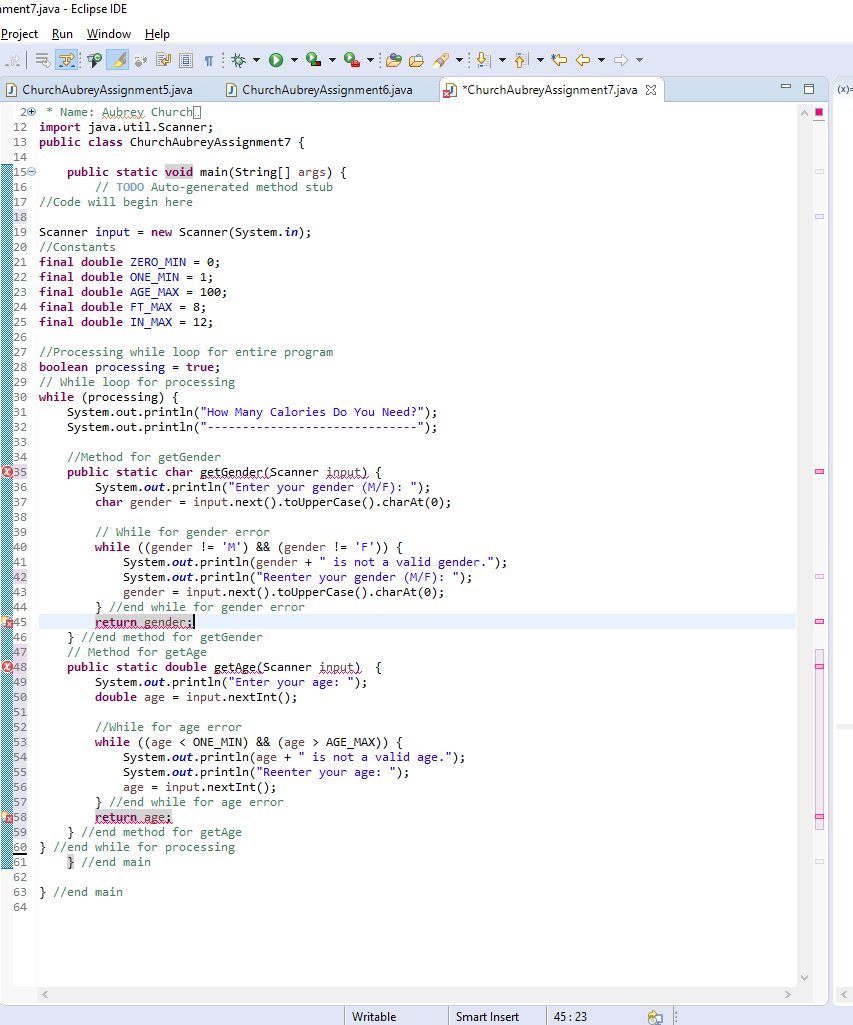 nment7.java - Eclipse IDE
Project Run Window Help
ChurchAubreyAssignment5.java ChurchAubreyAssignment6.java *ChurchAubreyAssignment7.java
(x)=
2 * Name: Aubrey Church
12 import java.util.Scanner;
13 public class ChurchAubreyAssignment7 {
14
15 public static void main(String[] args) {
16 // TODO Auto-generated method stub
17 //Code will begin here
18
19 Scanner input = new Scanner(System.in);
20 //Constants
21 final double ZERO_MIN = 0;
22 final double ONE_MIN = 1;
23 final double AGE_MAX = 100;
24 final double FT_MAX = 8;
25 final double IN_MAX = 12;
26
27 //Processing while loop for entire program
28 boolean processing = true;
29 // While loop for processing
30 while (processing) {
31 System.out.println("How Many Calories Do You Need?");
32 System.out.println("------------------------------");
33
34 //Method for getGender
35 public static char getGender(Scanner input) {
36 System.out.println("Enter your gender (M/F): ");
37 char gender = input.next().toUpperCase().charAt(0);
38
39 // While for gender error
40 while ((gender != 'M') && (gender != 'F')) {
41 System.out.println(gender + " is not a valid gender.");
42 System.out.println("Reenter your gender (M/F): ");
43 gender = input.next().toUpperCase().charAt(0);
44 } //end while for gender error
45 return gender;
46 } //end method for getGender
47 // Method for getAge
48 public static double getAge(Scanner input) {
49 System.out.println("Enter your age: ");
50 double age = input.nextInt();
51
52 //While for age error
53 while ((age < ONE_MIN) && (age > AGE_MAX)) {
54 System.out.println(age + " is not a valid age.");
55 System.out.println("Reenter your age: ");
56 age = input.nextInt();
57 } //end while for age error
58 return age;
59 } //end method for getAge
60 } //end while for processing
61 } //end main
62
63 } //end main
64
Writable Smart Insert 45 : 23